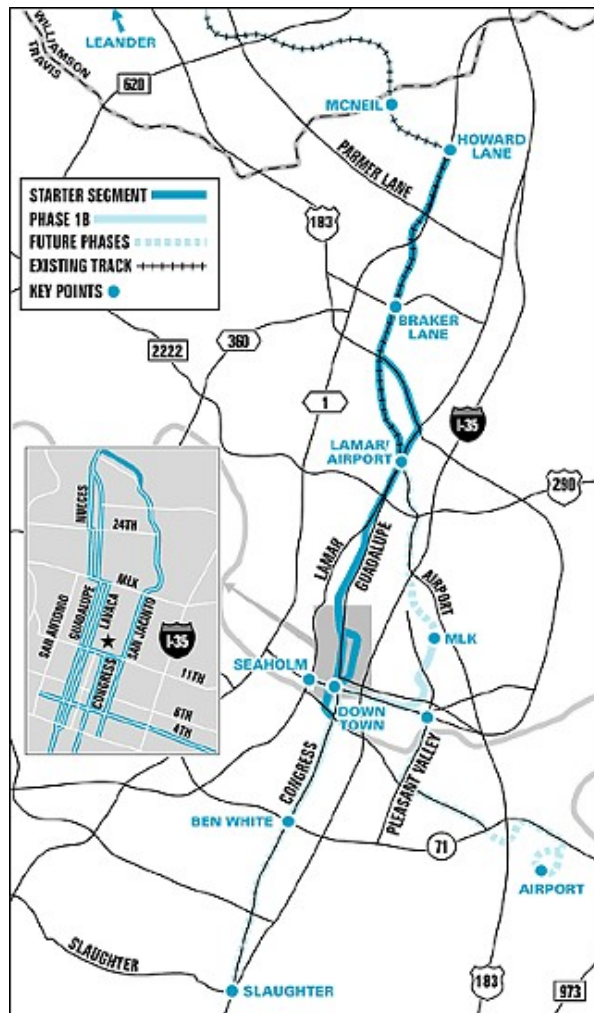 LEANDER
WILLIAMSON
TRAVIS
620
MCNEIL
HOWARD
LANE
PARMER LANE
STARTER SEGMENT
PHASE 1B
FUTURE PHASES
EXISTING TRACK
KEY POINTS
183
BRAKER
LANE
360
2222
1
I-35
LAMAR/
AIRPORT
290
LAMAR
GUADALUPE
AIRPORT
MLK
SEAHOLM
DOWN
TOWN
CONGRESS
PLEASANT VALLEY
BEN WHITE
71
AIRPORT
SLAUGHTER
SLAUGHTER
183
973
NUECES
24TH
MLK
SAN ANTONIO
GUADALUPE
LAVACA
SAN JACINTO
I-35
CONGRESS
11TH
6TH
4TH